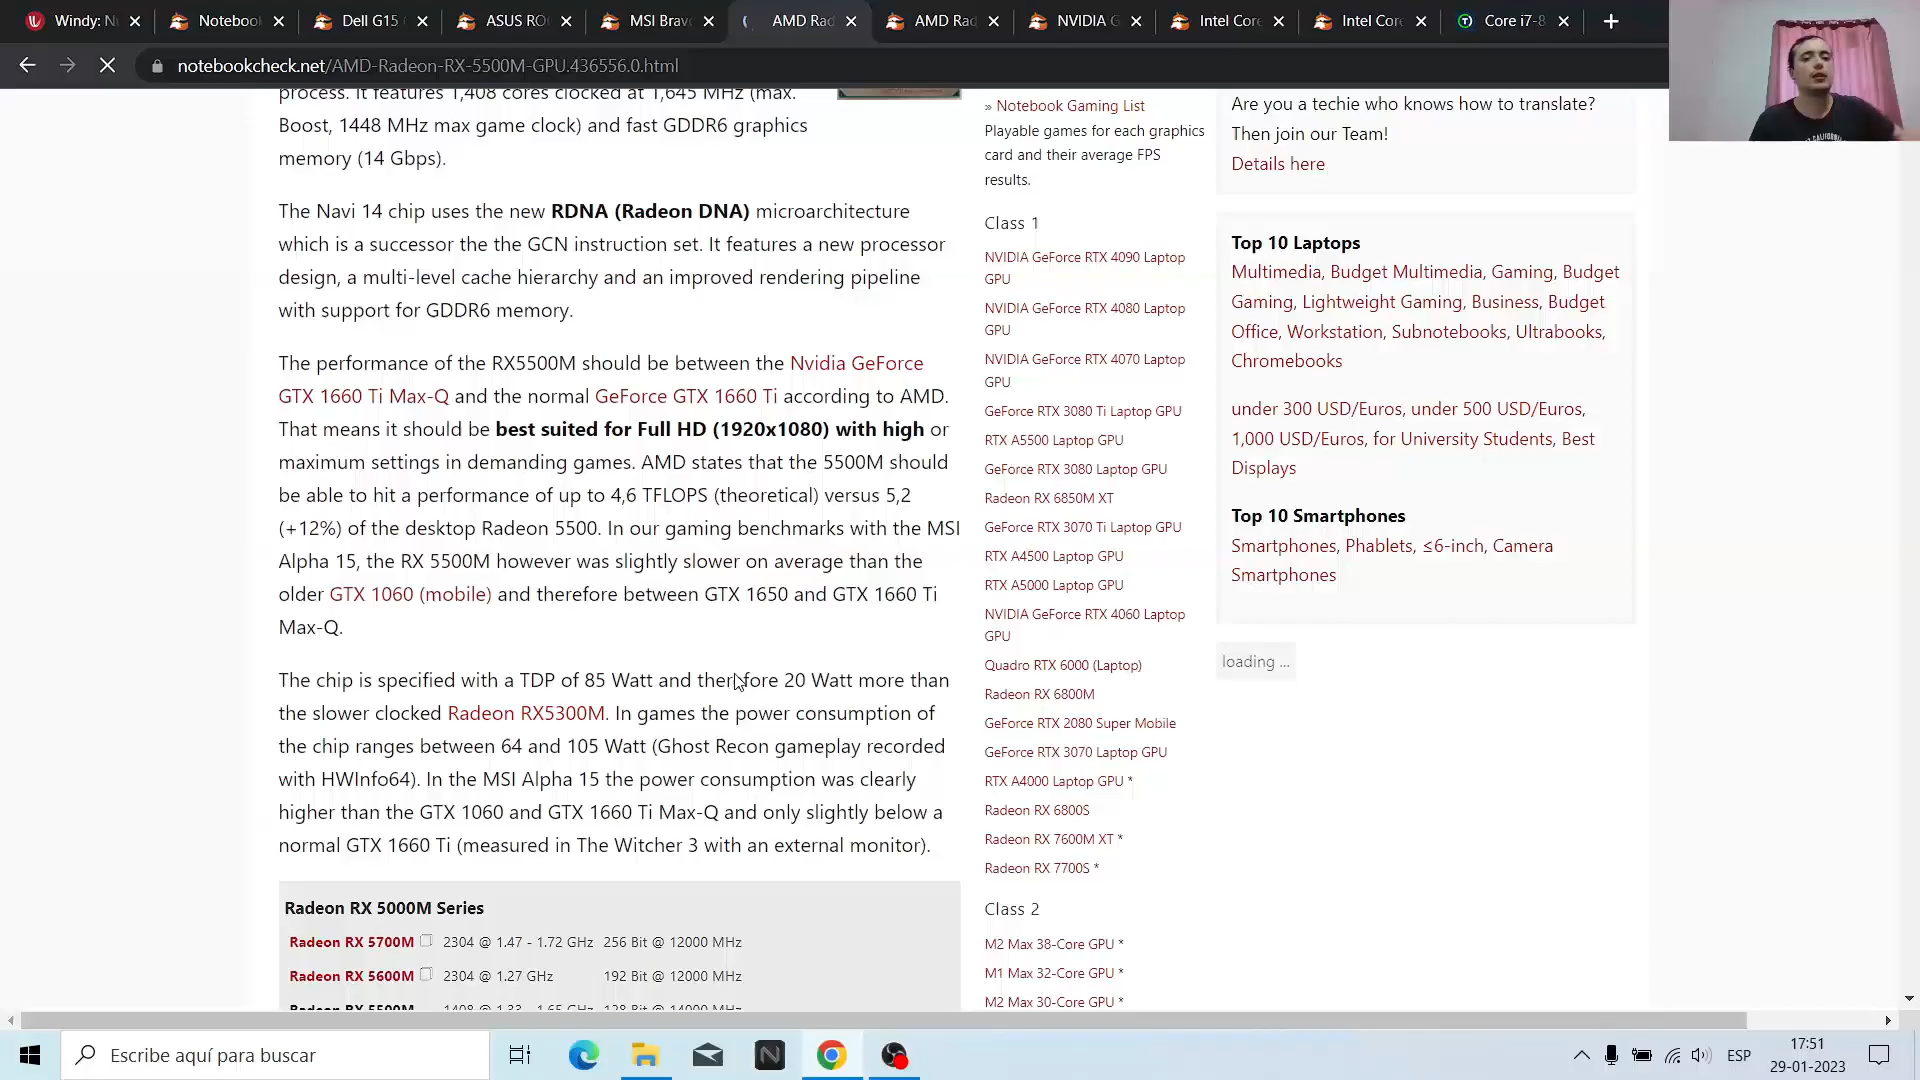 Windy: N
Notebook
Dell G15
ASUS RO
MSI Brav
AMD Rad
AMD Rad
NVIDIA G
Intel Core
Intel Core
Core i7-8
notebookcheck.net/AMD-Radeon-RX-5500M-GPU.436556.0.html
process. It features 1,408 cores clocked at 1,645 MHz (max.
Boost, 1448 MHz max game clock) and fast GDDR6 graphics
memory (14 Gbps).
The Navi 14 chip uses the new RDNA (Radeon DNA) microarchitecture
which is a successor the the GCN instruction set. It features a new processor
design, a multi-level cache hierarchy and an improved rendering pipeline
with support for GDDR6 memory.
The performance of the RX5500M should be between the Nvidia GeForce
GTX 1660 Ti Max-Q and the normal GeForce GTX 1660 Ti according to AMD.
That means it should be best suited for Full HD (1920x1080) with high or
maximum settings in demanding games. AMD states that the 5500M should
be able to hit a performance of up to 4,6 TFLOPS (theoretical) versus 5,2
(+12%) of the desktop Radeon 5500. In our gaming benchmarks with the MSI
Alpha 15, the RX 5500M however was slightly slower on average than the
older GTX 1060 (mobile) and therefore between GTX 1650 and GTX 1660 Ti
Max-Q.
The chip is specified with a TDP of 85 Watt and therefore 20 Watt more than
the slower clocked Radeon RX5300M. In games the power consumption of
the chip ranges between 64 and 105 Watt (Ghost Recon gameplay recorded
with HWInfo64). In the MSI Alpha 15 the power consumption was clearly
higher than the GTX 1060 and GTX 1660 Ti Max-Q and only slightly below a
normal GTX 1660 Ti (measured in The Witcher 3 with an external monitor).
Radeon RX 5000M Series
Radeon RX 5700M 2304 @ 1.47 - 1.72 GHz 256 Bit @ 12000 MHz
Radeon RX 5600M 2304 @ 1.27 GHz 192 Bit @ 12000 MHz
Radeon RX 5500M 1408 @ 1.33 - 1.65 GHz 128 Bit @ 14000 MHz
» Notebook Gaming List
Playable games for each graphics
card and their average FPS
results.
Class 1
NVIDIA GeForce RTX 4090 Laptop
GPU
NVIDIA GeForce RTX 4080 Laptop
GPU
NVIDIA GeForce RTX 4070 Laptop
GPU
GeForce RTX 3080 Ti Laptop GPU
RTX A5500 Laptop GPU
GeForce RTX 3080 Laptop GPU
Radeon RX 6850M XT
GeForce RTX 3070 Ti Laptop GPU
RTX A4500 Laptop GPU
RTX A5000 Laptop GPU
NVIDIA GeForce RTX 4060 Laptop
GPU
Quadro RTX 6000 (Laptop)
Radeon RX 6800M
GeForce RTX 2080 Super Mobile
GeForce RTX 3070 Laptop GPU
RTX A4000 Laptop GPU *
Radeon RX 6800S
Radeon RX 7600M XT *
Radeon RX 7700S *
Class 2
M2 Max 38-Core GPU *
M1 Max 32-Core GPU *
M2 Max 30-Core GPU *
Are you a techie who knows how to translate?
Then join our Team!
Details here
Top 10 Laptops
Multimedia, Budget Multimedia, Gaming, Budget
Gaming, Lightweight Gaming, Business, Budget
Office, Workstation, Subnotebooks, Ultrabooks,
Chromebooks
under 300 USD/Euros, under 500 USD/Euros,
1,000 USD/Euros, for University Students, Best
Displays
Top 10 Smartphones
Smartphones, Phablets, ≤6-inch, Camera
Smartphones
loading ...
Escribe aquí para buscar
ESP
17:51
29-01-2023